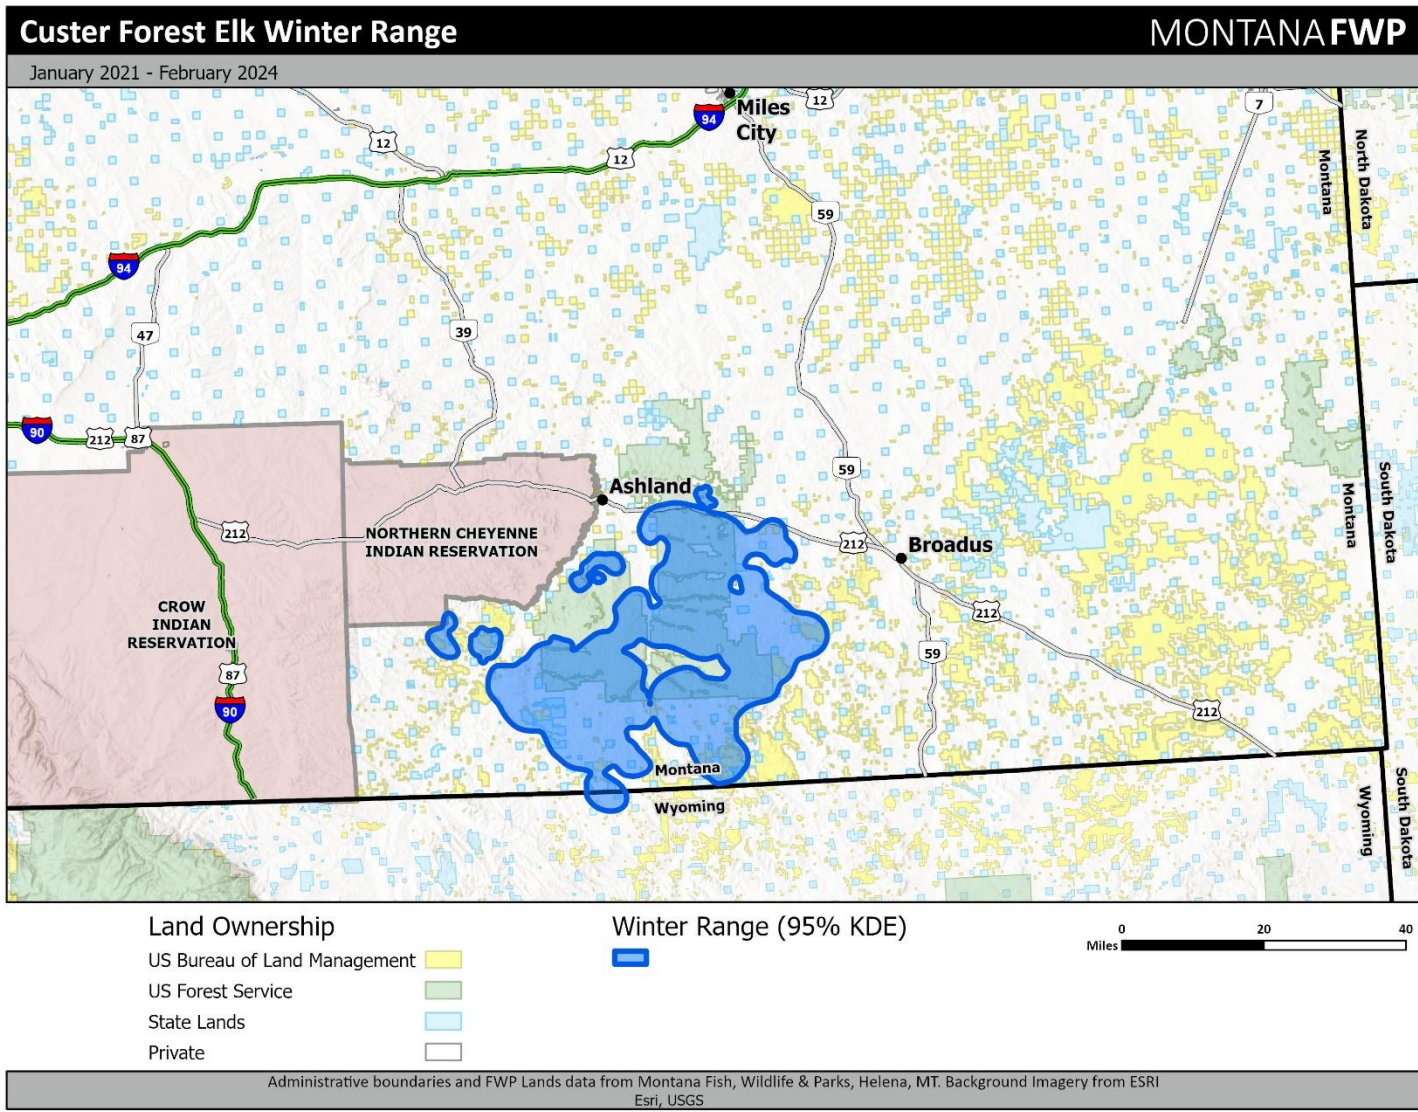 Custer Forest Elk Winter Range
MONTANA FWP
January 2021 - February 2024
Miles
City
94
12
7
12
12
North Dakota
Montana
59
94
47
39
90
212
87
59
South Dakota
Montana
Ashland
212
NORTHERN CHEYENNE
INDIAN RESERVATION
212
Broadus
CROW
INDIAN
RESERVATION
212
59
87
90
212
Montana
Wyoming
Wyoming
South Dakota
Land Ownership
US Bureau of Land Management
US Forest Service
State Lands
Private
Winter Range (95% KDE)
0 20 40
Miles
Administrative boundaries and FWP Lands data from Montana Fish, Wildlife & Parks, Helena, MT. Background Imagery from ESRI
Esri, USGS